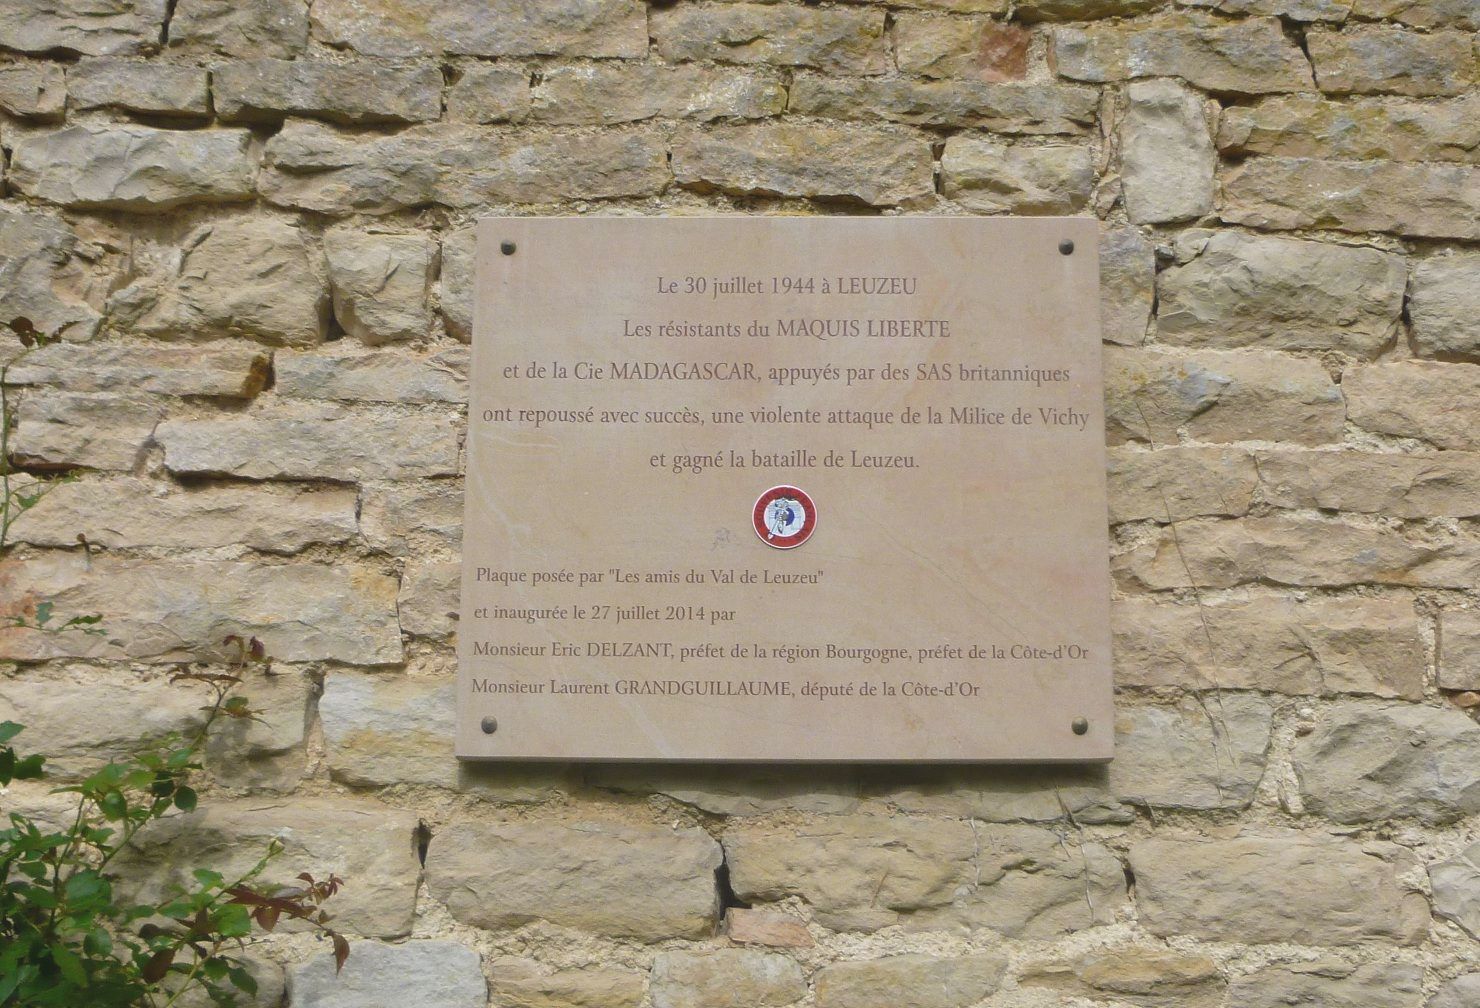 Le 30 juillet 1944 à LEUZEU
Les résistants du MAQUIS LIBERTE
et de la Cie MADAGASCAR, appuyés par des SAS britanniques
ont repoussé avec succès, une violente attaque de la Milice de Vichy
et gagné la bataille de Leuzeu.
Plaque posée par "Les amis du Val de Leuzeu"
et inaugurée le 27 juillet 2014 par
Monsieur Eric DELZANT, préfet de la région Bourgogne, préfet de la Côte-d'Or
Monsieur Laurent GRANDGUILLAUME, député de la Côte-d'Or